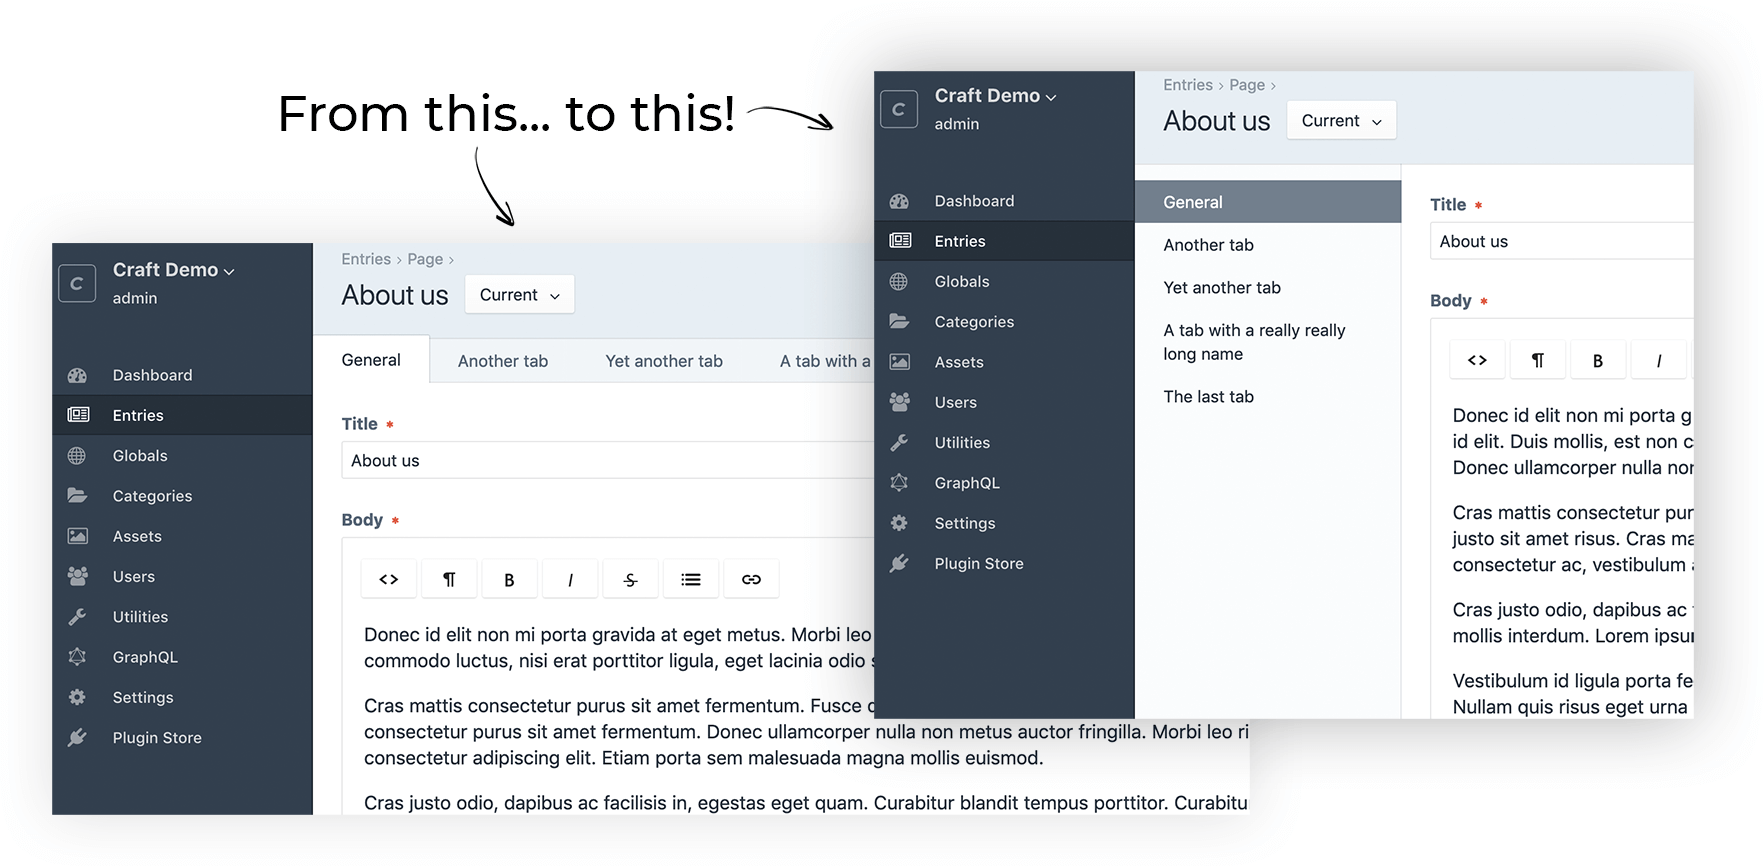 From this... to this!
Craft Demo
admin
C
Dashboard
Entries
Globals
Categories
Assets
Users
Utilities
GraphQL
Settings
Plugin Store
Entries › Page ›
About us
Current
General
Another tab
Yet another tab
A tab with a
Title *
About us
Body *
<> ¶ B I S
Donec id elit non mi porta gravida at eget metus. Morbi leo
commodo luctus, nisi erat porttitor ligula, eget lacinia odio
Cras mattis consectetur purus sit amet fermentum. Fusce
consectetur purus sit amet fermentum. Donec ullamcorper nulla non metus auctor fringilla. Morbi leo ri
consectetur adipiscing elit. Etiam porta sem malesuada magna mollis euismod.
Cras justo odio, dapibus ac facilisis in, egestas eget quam. Curabitur blandit tempus porttitor. Curabitu
Craft Demo
admin
C
Dashboard
Entries
Globals
Categories
Assets
Users
Utilities
GraphQL
Settings
Plugin Store
Entries › Page ›
About us
Current
General
Another tab
Yet another tab
A tab with a really really
long name
The last tab
Title *
About us
Body *
<> ¶ B I
Donec id elit non mi porta g
id elit. Duis mollis, est non c
Donec ullamcorper nulla non
Cras mattis consectetur pur
justo sit amet risus. Cras ma
consectetur ac, vestibulum
Cras justo odio, dapibus ac
mollis interdum. Lorem ipsu
Vestibulum id ligula porta fe
Nullam quis risus eget urna